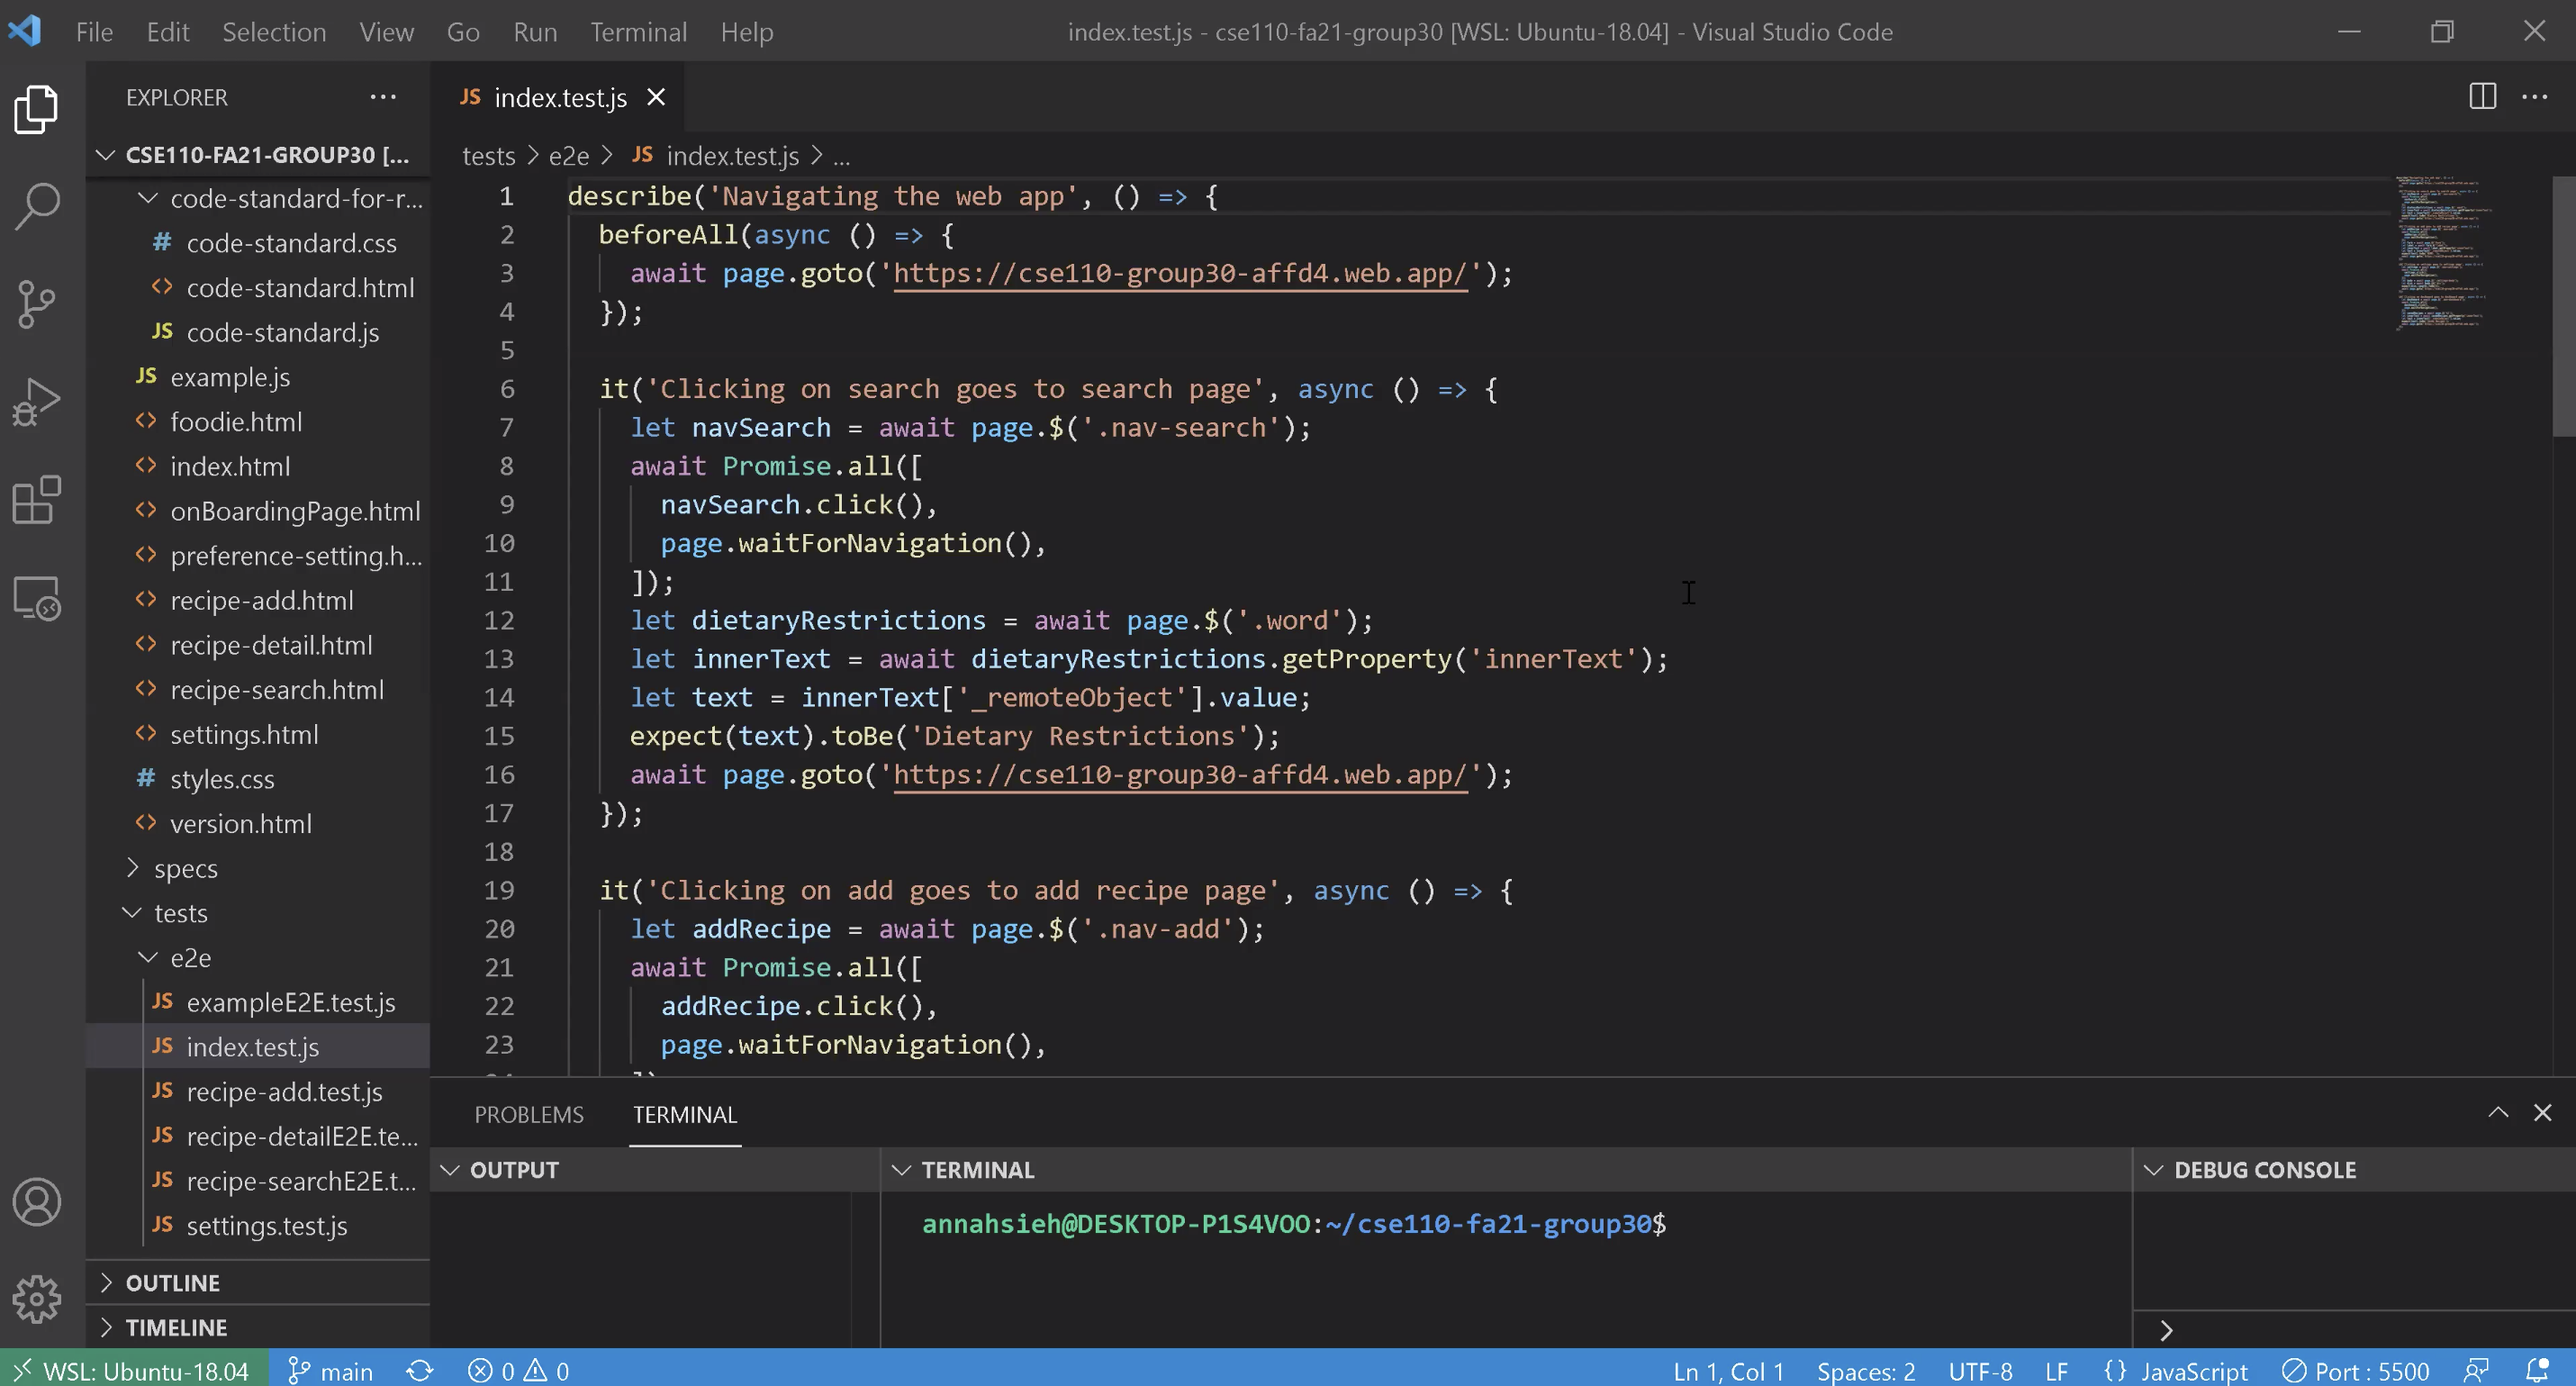 File Edit Selection View Go Run Terminal Help
index.test.js - cse110-fa21-group30 [WSL: Ubuntu-18.04] - Visual Studio Code
EXPLORER ...
CSE110-FA21-GROUP30 [...
code-standard-for-r...
# code-standard.css
<> code-standard.html
JS code-standard.js
JS example.js
<> foodie.html
<> index.html
<> onBoardingPage.html
<> preference-setting.h...
<> recipe-add.html
<> recipe-detail.html
<> recipe-search.html
<> settings.html
# styles.css
<> version.html
specs
tests
e2e
JS exampleE2E.test.js
JS index.test.js
JS recipe-add.test.js
JS recipe-detailE2E.te...
JS recipe-searchE2E.t...
JS settings.test.js
OUTLINE
TIMELINE
JS index.test.js
tests > e2e > JS index.test.js > ...
1 describe('Navigating the web app', () => {
2 beforeAll(async () => {
3 await page.goto('https://cse110-group30-affd4.web.app/');
4 });
5
6 it('Clicking on search goes to search page', async () => {
7 let navSearch = await page.$('.nav-search');
8 await Promise.all([
9 navSearch.click(),
10 page.waitForNavigation(),
11 ]);
12 let dietaryRestrictions = await page.$('.word');
13 let innerText = await dietaryRestrictions.getProperty('innerText');
14 let text = innerText['_remoteObject'].value;
15 expect(text).toBe('Dietary Restrictions');
16 await page.goto('https://cse110-group30-affd4.web.app/');
17 });
18
19 it('Clicking on add goes to add recipe page', async () => {
20 let addRecipe = await page.$('.nav-add');
21 await Promise.all([
22 addRecipe.click(),
23 page.waitForNavigation(),
PROBLEMS TERMINAL
OUTPUT
TERMINAL
annahsieh@DESKTOP-P1S4VOO:~/cse110-fa21-group30$
DEBUG CONSOLE
>
WSL: Ubuntu-18.04 main 0 0 Ln 1, Col 1 Spaces: 2 UTF-8 LF {} JavaScript Port : 5500